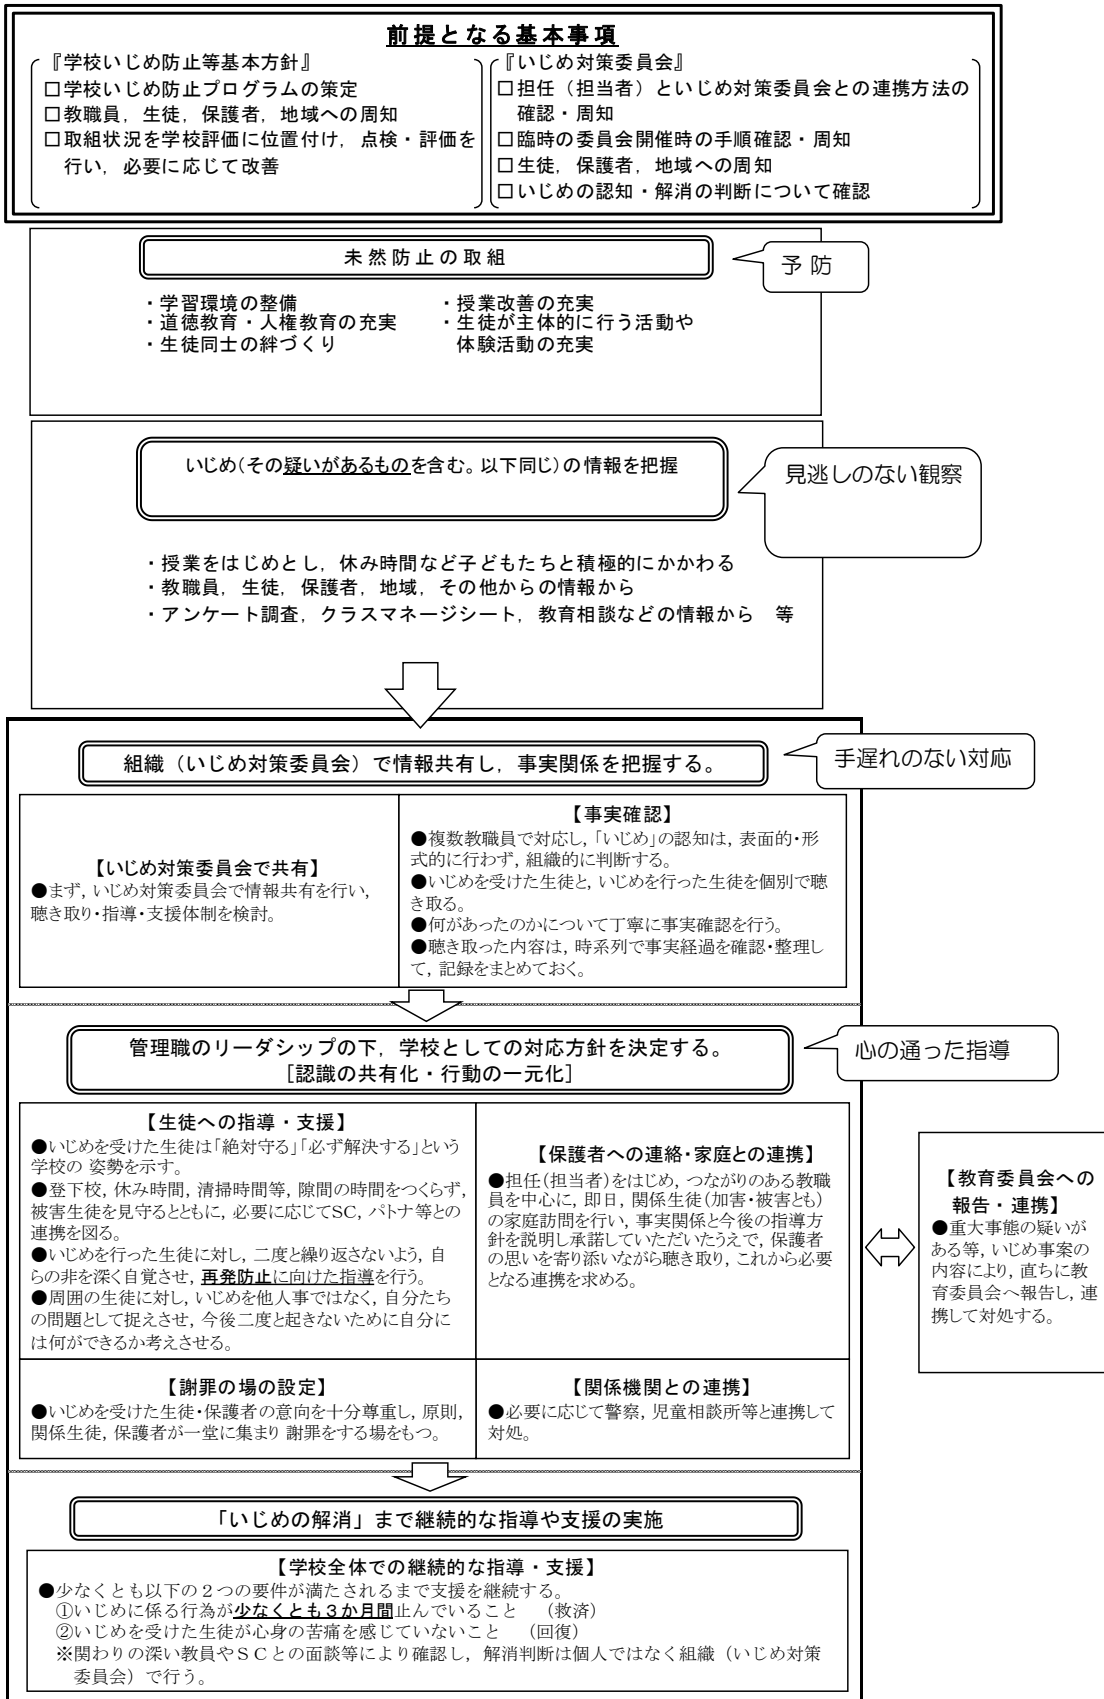 前提となる基本事項
『学校いじめ防止等基本方針』
□学校いじめ防止プログラムの策定
□教職員，生徒，保護者，地域への周知
□取組状況を学校評価に位置付け，点検・評価を
行い，必要に応じて改善
『いじめ対策委員会』
□担任（担当者）といじめ対策委員会との連携方法の
確認・周知
□臨時の委員会開催時の手順確認・周知
□生徒，保護者，地域への周知
□いじめの認知・解消の判断について確認
未然防止の取組
予防
・学習環境の整備
・道徳教育・人権教育の充実
・生徒同士の絆づくり
・授業改善の充実
・生徒が主体的に行う活動や
体験活動の充実
いじめ（その疑いがあるものを含む。以下同じ）の情報を把握
見逃しのない観察
・授業をはじめとし，休み時間など子どもたちと積極的にかかわる
・教職員，生徒，保護者，地域，その他からの情報から
・アンケート調査，クラスマネージシート，教育相談などの情報から　等
組織（いじめ対策委員会）で情報共有し，事実関係を把握する。
手遅れのない対応
【いじめ対策委員会で共有】
●まず，いじめ対策委員会で情報共有を行い，
聴き取り・指導・支援体制を検討。
【事実確認】
●複数教職員で対応し，「いじめ」の認知は，表面的・形
式的に行わず，組織的に判断する。
●いじめを受けた生徒と，いじめを行った生徒を個別で聴
き取る。
●何があったのかについて丁寧に事実確認を行う。
●聴き取った内容は，時系列で事実経過を確認・整理し
て，記録をまとめておく。
管理職のリーダシップの下，学校としての対応方針を決定する。
［認識の共有化・行動の一元化］
心の通った指導
【生徒への指導・支援】
●いじめを受けた生徒は「絶対守る」「必ず解決する」という
学校の 姿勢を示す。
●登下校，休み時間，清掃時間等，隙間の時間をつくらず，
被害生徒を見守るとともに，必要に応じてSC，パトナ等との
連携を図る。
●いじめを行った生徒に対し，二度と繰り返さないよう，自
らの非を深く自覚させ，再発防止に向けた指導を行う。
●周囲の生徒に対し，いじめを他人事ではなく，自分たち
の問題として捉えさせ，今後二度と起きないために自分に
は何ができるか考えさせる。
【保護者への連絡・家庭との連携】
●担任（担当者）をはじめ，つながりのある教職
員を中心に，即日，関係生徒（加害・被害とも）
の家庭訪問を行い，事実関係と今後の指導方
針を説明し承諾していただいたうえで，保護者
の思いを寄り添いながら聴き取り，これから必要
となる連携を求める。
【教育委員会への
報告・連携】
●重大事態の疑いが
ある等，いじめ事案の
内容により，直ちに教
育委員会へ報告し，連
携して対処する。
【謝罪の場の設定】
●いじめを受けた生徒・保護者の意向を十分尊重し，原則，
関係生徒，保護者が一堂に集まり 謝罪をする場をもつ。
【関係機関との連携】
●必要に応じて警察，児童相談所等と連携して
対処。
「いじめの解消」まで継続的な指導や支援の実施
【学校全体での継続的な指導・支援】
●少なくとも以下の２つの要件が満たされるまで支援を継続する。
①いじめに係る行為が少なくとも３か月間止んでいること　（救済）
②いじめを受けた生徒が心身の苦痛を感じていないこと　（回復）
※関わりの深い教員やＳＣとの面談等により確認し，解消判断は個人ではなく組織（いじめ対策
委員会）で行う。